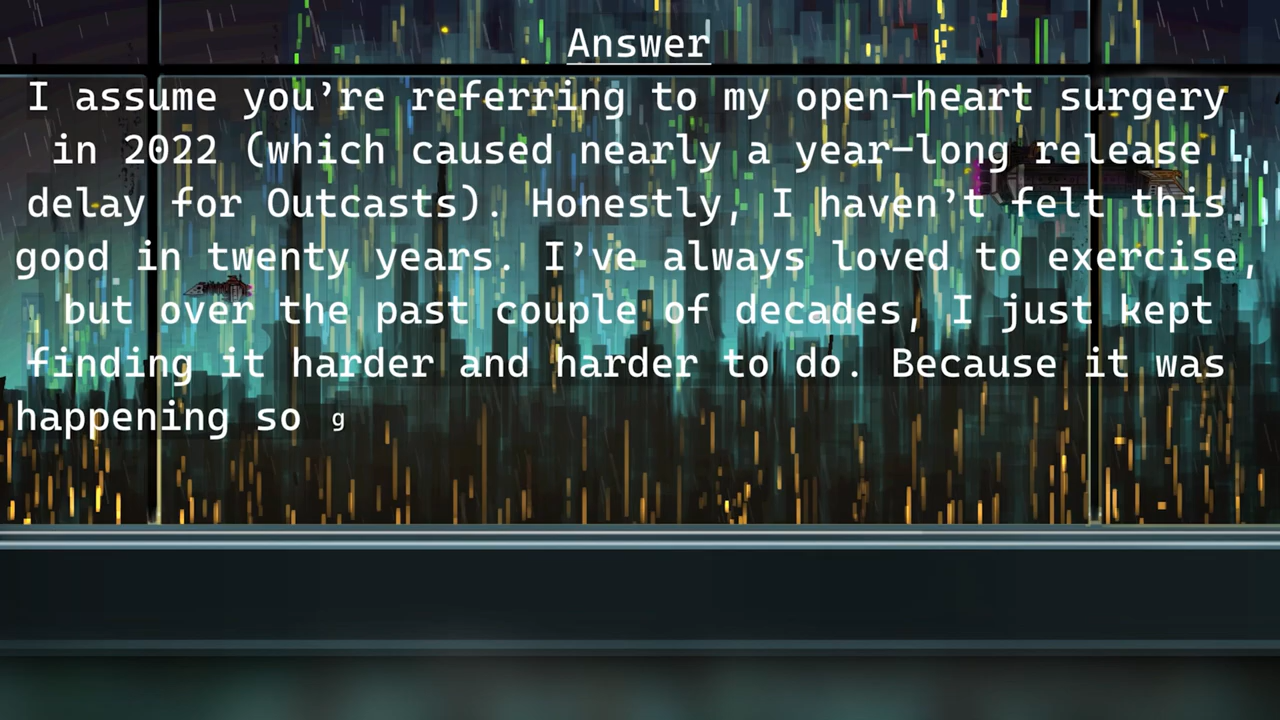 Answer
I assume you’re referring to my open-heart surgery
in 2022 (which caused nearly a year-long release
delay for Outcasts). Honestly, I haven’t felt this
good in twenty years. I’ve always loved to exercise,
but over the past couple of decades, I just kept
finding it harder and harder to do. Because it was
happening so g